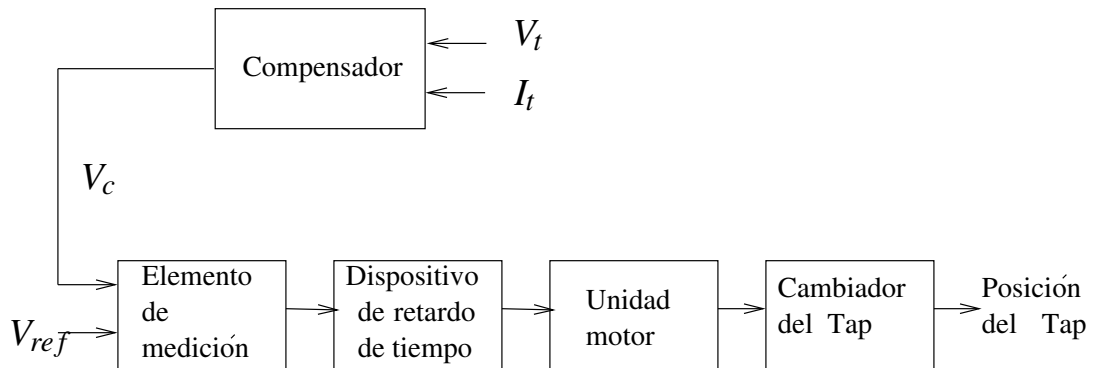 Compensador
V_t
I_t
V_c
V_ref
Elemento
de
medición
Dispositivo
de retardo
de tiempo
Unidad
motor
Cambiador
del Tap
Posición
del Tap